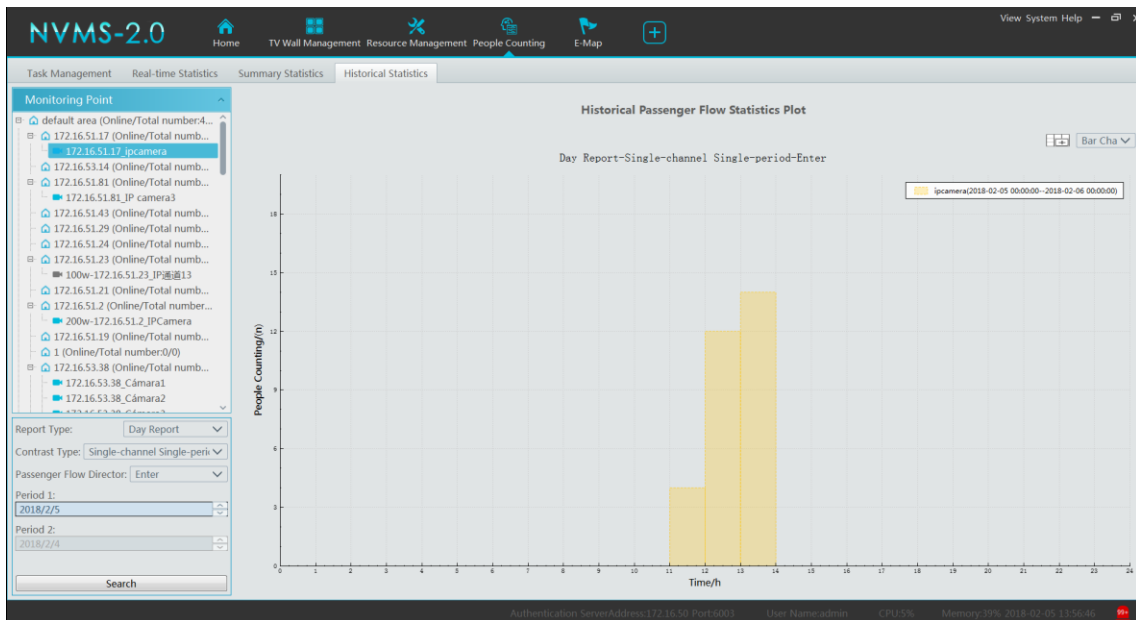 NVMS-2.0
Home
TV Wall Management
Resource Management
People Counting
E-Map
View System Help
Task Management
Real-time Statistics
Summary Statistics
Historical Statistics
Monitoring Point
default area (Online/Total number:4...
172.16.51.17 (Online/Total numb...
172.16.51.17_ipcamera
172.16.53.14 (Online/Total numb...
172.16.51.81 (Online/Total numb...
172.16.51.81_IP camera3
172.16.51.43 (Online/Total numb...
172.16.51.29 (Online/Total numb...
172.16.51.24 (Online/Total numb...
172.16.51.23 (Online/Total numb...
100w-172.16.51.23_IP通道13
172.16.51.21 (Online/Total numb...
172.16.51.2 (Online/Total number...
200w-172.16.51.2_IPCamera
172.16.51.19 (Online/Total numb...
1 (Online/Total number:0/0)
172.16.53.38 (Online/Total numb...
172.16.53.38_Cámara1
172.16.53.38_Cámara2
Report Type: Day Report
Contrast Type: Single-channel Single-peri
Passenger Flow Director: Enter
Period 1:
2018/2/5
Period 2:
2018/2/4
Search
Historical Passenger Flow Statistics Plot
Bar Cha
Day Report-Single-channel Single-period-Enter
ipcamera(2018-02-05 00:00:00--2018-02-06 00:00:00)
People Counting/(n)
18
15
12
9
6
3
0
0 1 2 3 4 5 6 7 8 9 10 11 12 13 14 15 16 17 18 19 20 21 22 23 24
Time/h
Authentication ServerAddress:172.16.50 Port:6003 User Name:admin CPU:5% Memory:39% 2018-02-05 13:56:46 99+